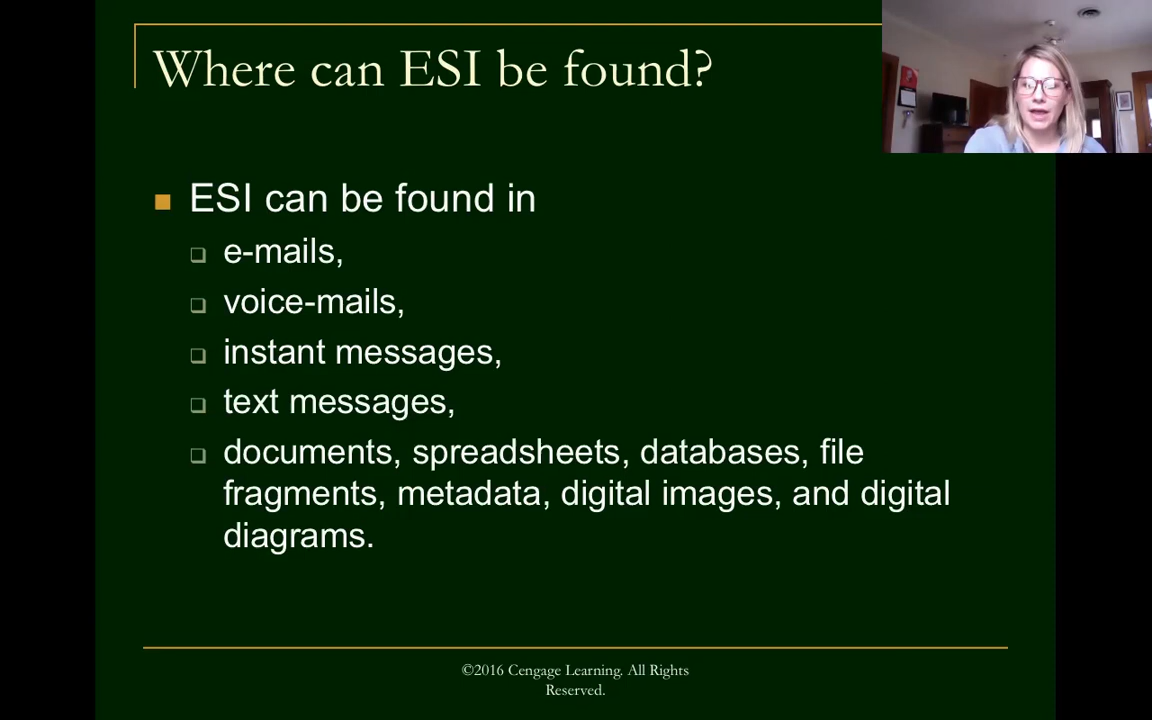 Where can ESI be found?
ESI can be found in
e-mails,
voice-mails,
instant messages,
text messages,
documents, spreadsheets, databases, file
fragments, metadata, digital images, and digital
diagrams.
©2016 Cengage Learning. All Rights
Reserved.